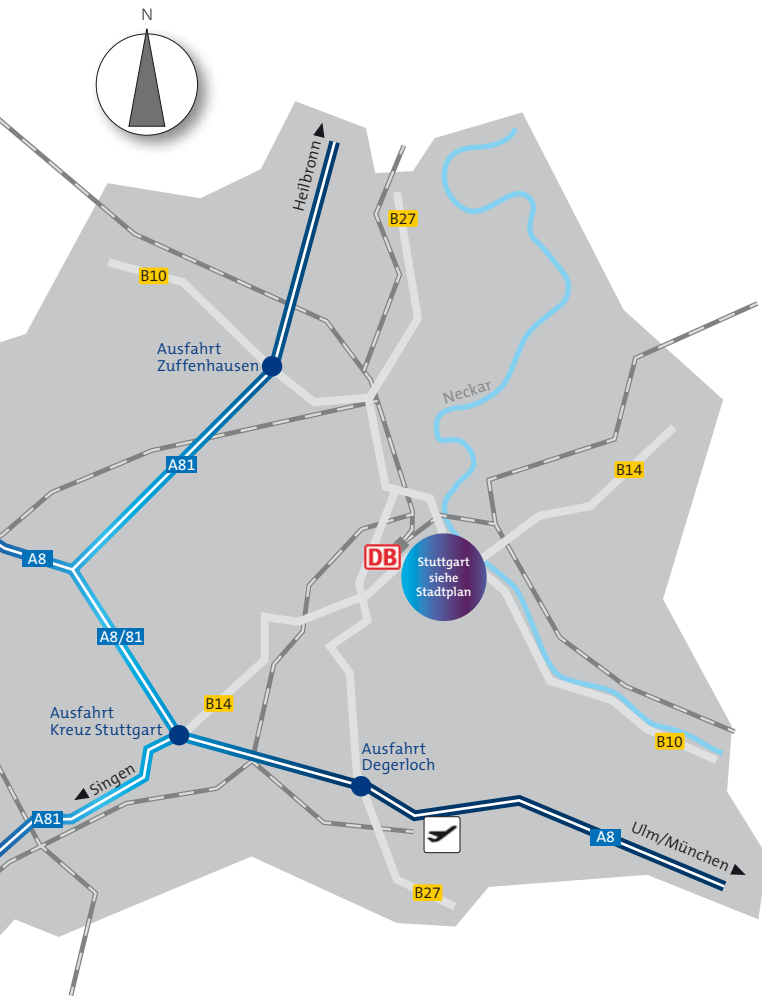 N
Heilbronn
B27
B10
Ausfahrt
Zuffenhausen
Neckar
A81
B14
A8
DB
Stuttgart
siehe
Stadtplan
A8/81
B14
Ausfahrt
Kreuz Stuttgart
B10
Ausfahrt
Degerloch
Singen
A81
A8
Ulm/München
B27